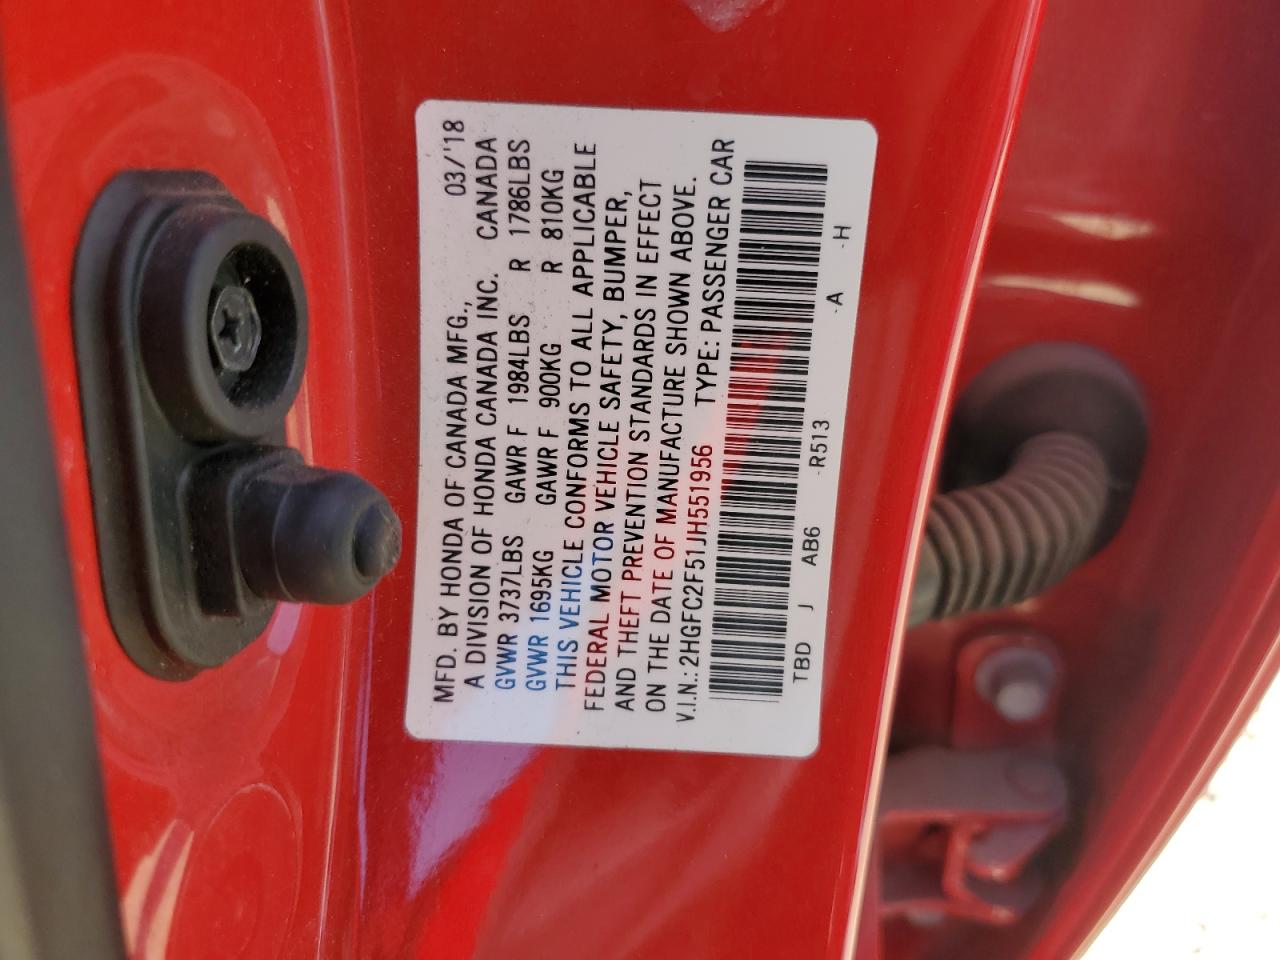 MFD. BY HONDA OF CANADA MFG., 03/'18
A DIVISION OF HONDA CANADA INC. CANADA
GVWR 3737LBS GAWR F 1984LBS R 1786LBS
GVWR 1695KG GAWR F 900KG R 810KG
THIS VEHICLE CONFORMS TO ALL APPLICABLE
FEDERAL MOTOR VEHICLE SAFETY, BUMPER,
AND THEFT PREVENTION STANDARDS IN EFFECT
ON THE DATE OF MANUFACTURE SHOWN ABOVE.
V.I.N.: 2HGFC2F51JH551956 TYPE: PASSENGER CAR
TBD J AB6 -R513 -A -H